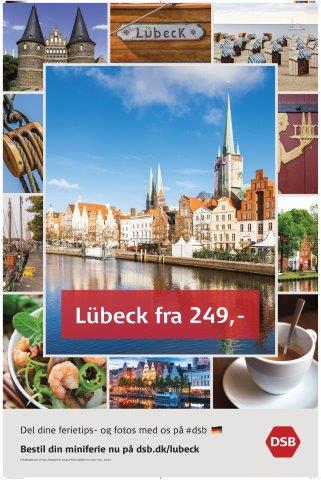 LübecK
Lübeck fra 249,-
Del dine ferietips- og fotos med os på #dsb
Bestil din miniferie nu på dsb.dk/lubeck
DSB